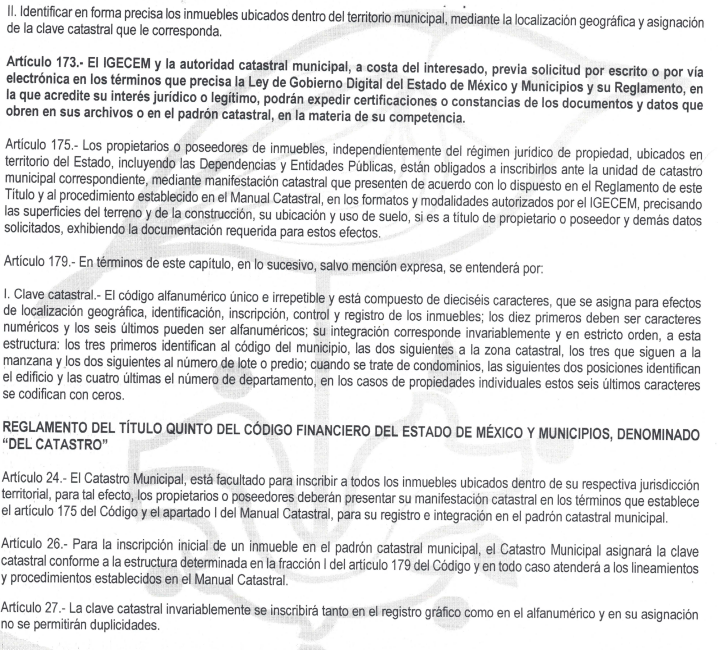 II. Identificar en forma precisa los inmuebles ubicados dentro del territorio municipal, mediante la localización geográfica y asignación
de la clave catastral que le corresponda.
Artículo 173.- El IGECEM y la autoridad catastral municipal, a costa del interesado, previa solicitud por escrito o por vía
electrónica en los términos que precisa la Ley de Gobierno Digital del Estado de México y Municipios y su Reglamento, en
la que acredite su interés jurídico o legítimo, podrán expedir certificaciones o constancias de los documentos y datos que
obren en sus archivos o en el padrón catastral, en la materia de su competencia.
Artículo 175.- Los propietarios o poseedores de inmuebles, independientemente del régimen jurídico de propiedad, ubicados en
territorio del Estado, incluyendo las Dependencias y Entidades Públicas, están obligados a inscribirlos ante la unidad de catastro
municipal correspondiente, mediante manifestación catastral que presenten de acuerdo con lo dispuesto en el Reglamento de este
Título y al procedimiento establecido en el Manual Catastral, en los formatos y modalidades autorizados por el IGECEM, precisando
las superficies del terreno y de la construcción, su ubicación y uso de suelo, si es a titulo de propietario o poseedor y demás datos
solicitados, exhibiendo la documentación requerida para estos efectos.
Artículo 179.- En términos de este capítulo, en lo sucesivo, salvo mención expresa, se entenderá por:
I. Clave catastral.- El código alfanumérico único e irrepetible y está compuesto de dieciséis caracteres, que se asigna para efectos
de localización geográfica, identificación, inscripción, control y registro de los inmuebles; los diez primeros deben ser caracteres
numéricos y los seis últimos pueden ser alfanuméricos; su integración corresponde invariablemente y en estricto orden, a esta
estructura: los tres primeros identifican al código del municipio, las dos siguientes a la zona catastral, los tres que siguen a la
manzana y los dos siguientes al número de lote o predio; cuando se trate de condominios, las siguientes dos posiciones identifican
el edificio y las cuatro últimas el número de departamento, en los casos de propiedades individuales estos seis últimos caracteres
se codifican con ceros.
REGLAMENTO DEL TÍTULO QUINTO DEL CÓDIGO FINANCIERO DEL ESTADO DE MÉXICO Y MUNICIPIOS, DENOMINADO
“DEL CATASTRO”
Artículo 24.- El Catastro Municipal, está facultado para inscribir a todos los inmuebles ubicados dentro de su respectiva jurisdicción
territorial, para tal efecto, los propietarios o poseedores deberán presentar su manifestación catastral en los términos que establece
el artículo 175 del Código y el apartado I del Manual Catastral, para su registro e integración en el padrón catastral municipal.
Artículo 26.- Para la inscripción inicial de un inmueble en el padrón catastral municipal, el Catastro Municipal asignará la clave
catastral conforme a la estructura determinada en la fracción I del artículo 179 del Código y en todo caso atenderá a los lineamientos
y procedimientos establecidos en el Manual Catastral.
Artículo 27.- La clave catastral invariablemente se inscribirá tanto en el registro gráfico como en el alfanumérico y en su asignación
no se permitirán duplicidades.